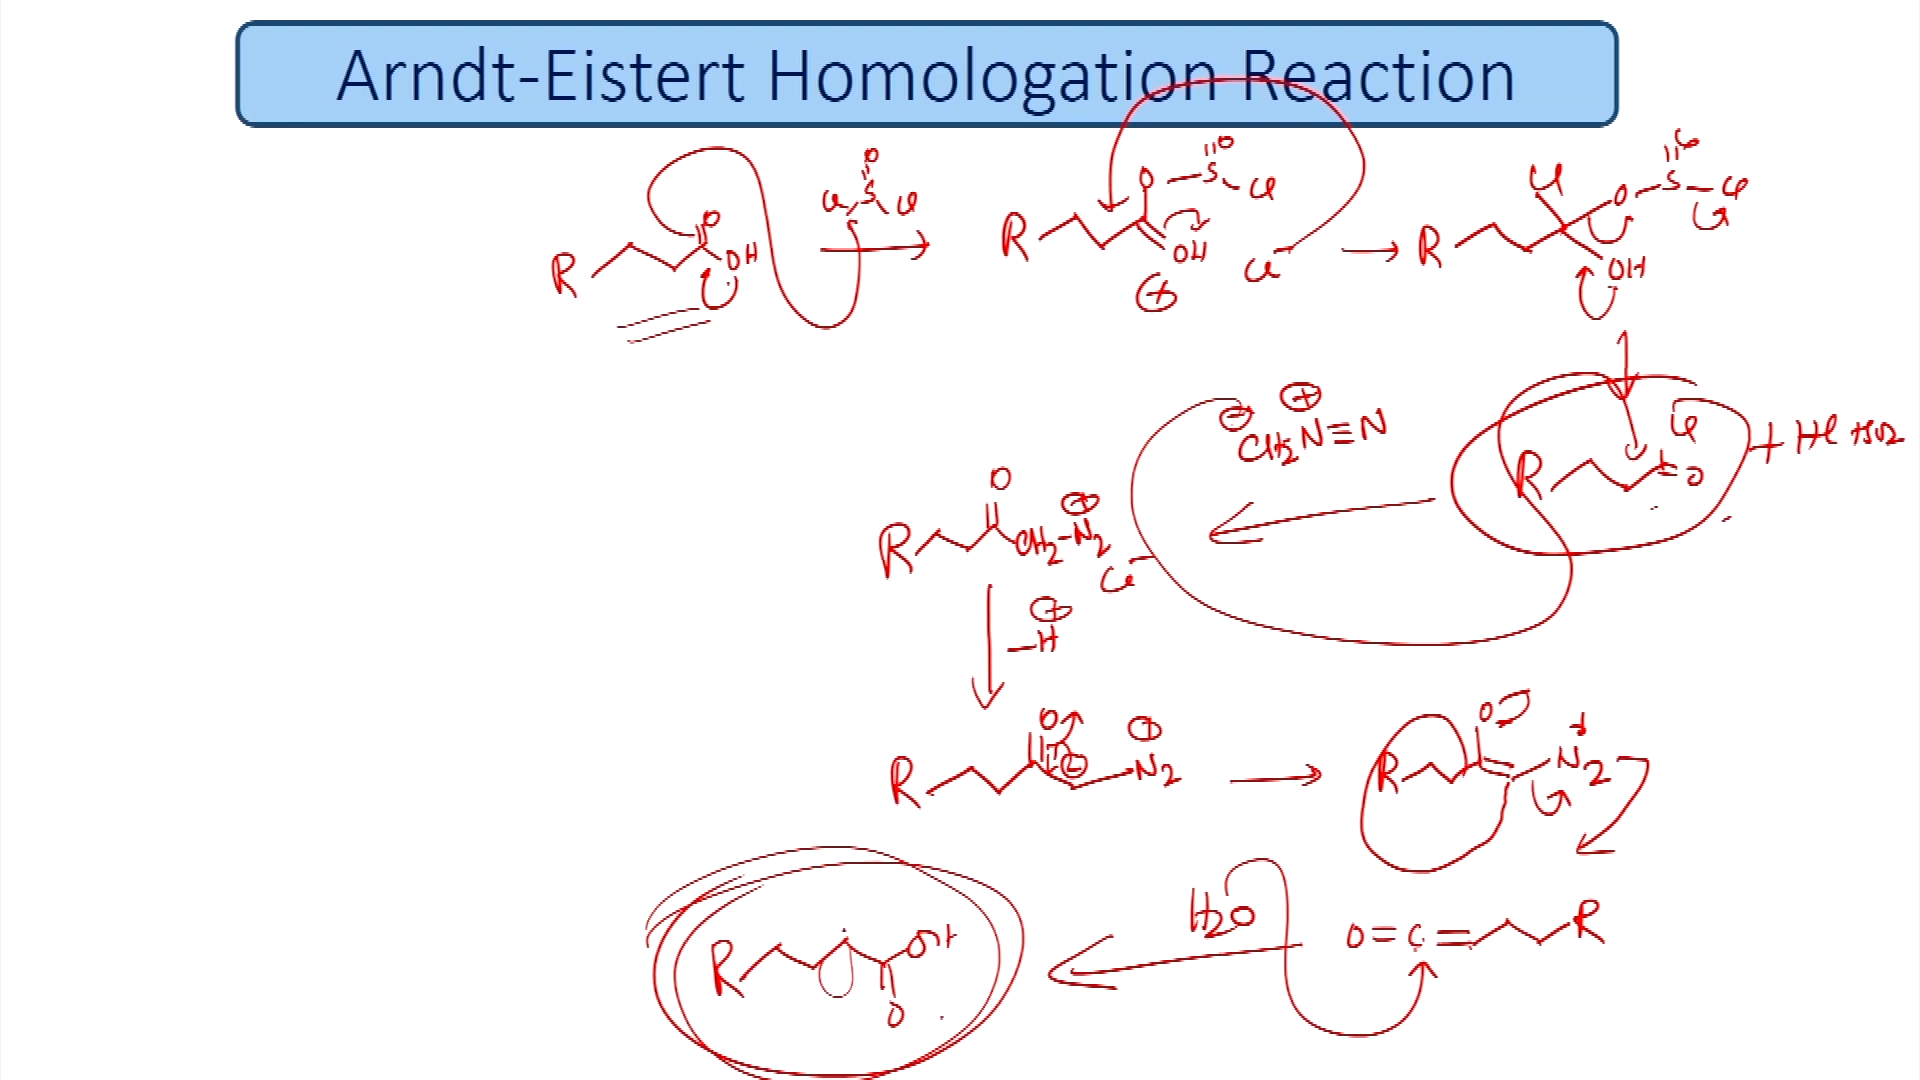 Arndt-Eistert Homologation Reaction
R O OH
Cl S O Cl
R O S O Cl OH ⊕ Cl⁻
R Cl O S O Cl OH
R Cl O + HCl + SO2
⊖ ⊕ CH2N≡N
R O CH2-N2 ⊕ Cl⁻
-H ⊕
R O ⊖ N2 ⊕
R O N2 +
O=C=R
H2O
R OH O